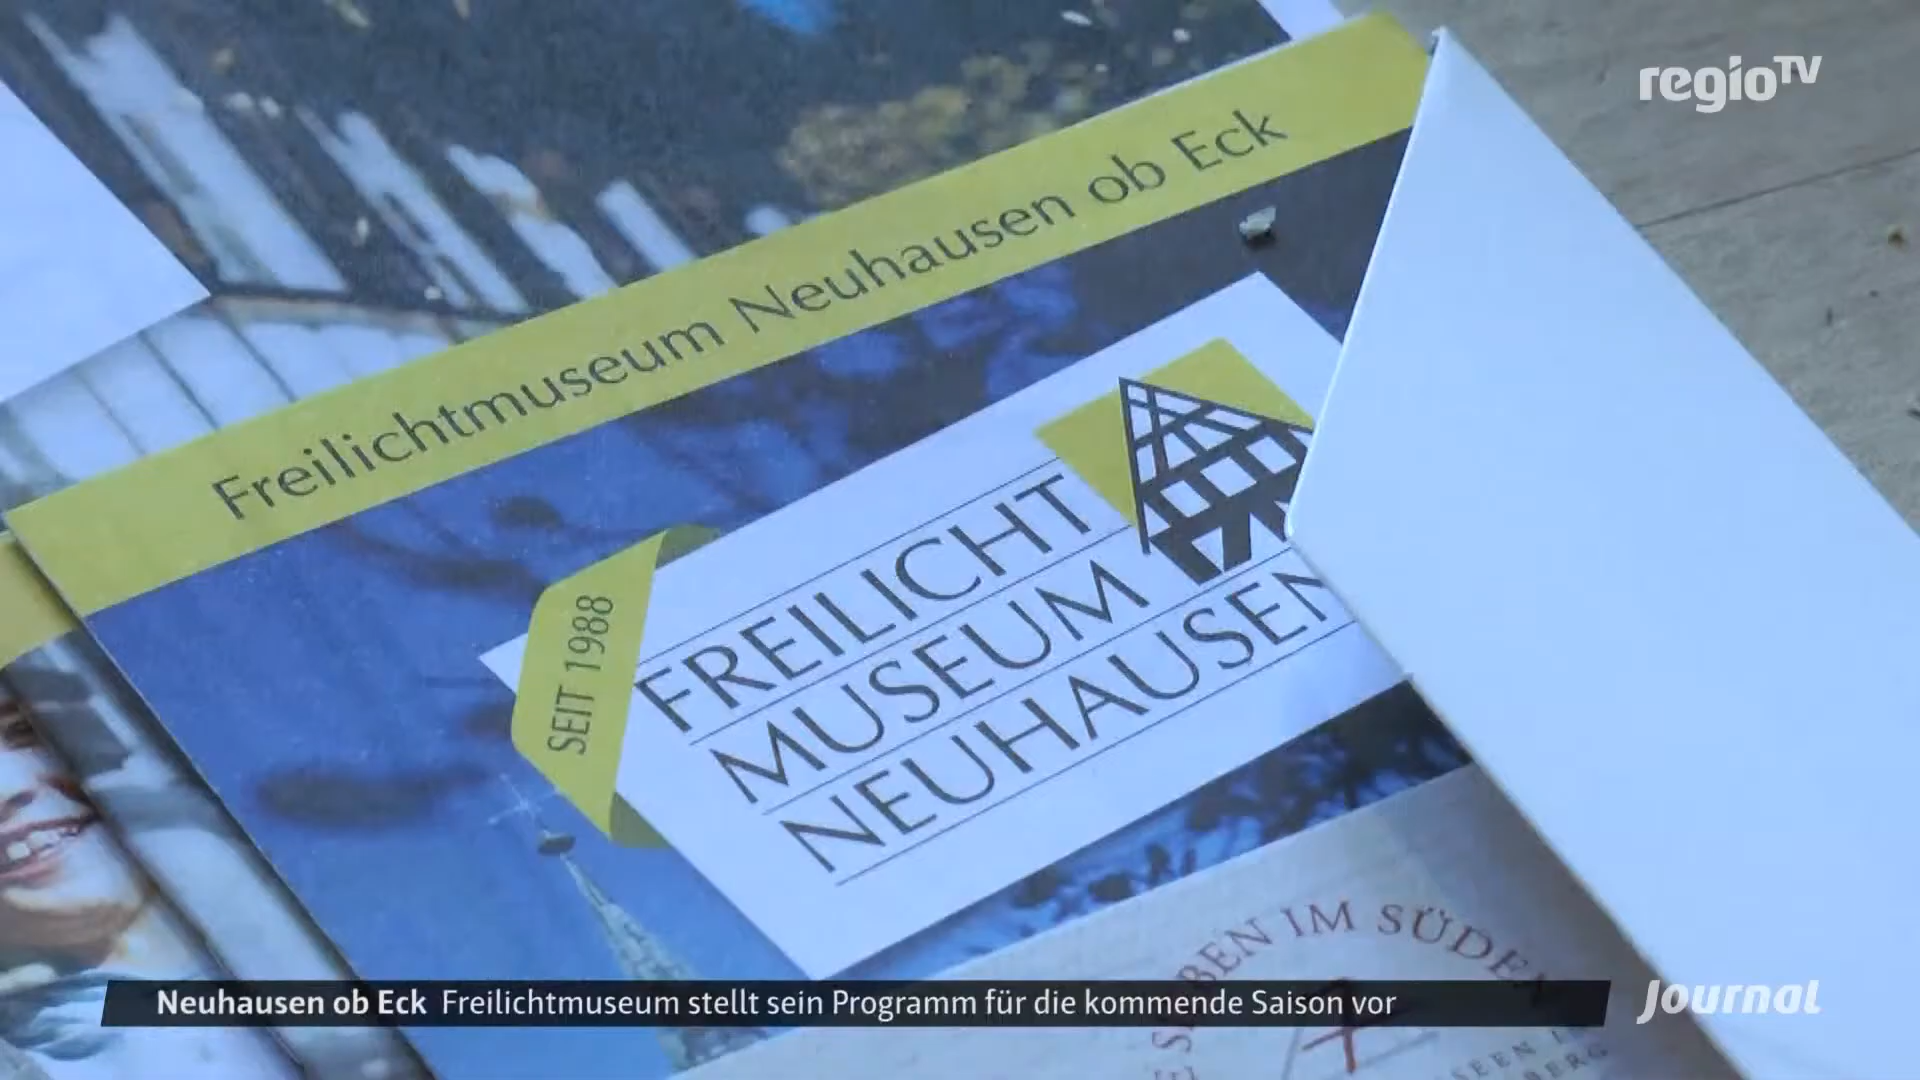 regioTV
Freilichtmuseum Neuhausen ob Eck
SEIT 1988
FREILICHT
MUSEUM
NEUHAUSEN
IM SÜDEN
Neuhausen ob Eck Freilichtmuseum stellt sein Programm für die kommende Saison vor
Journal